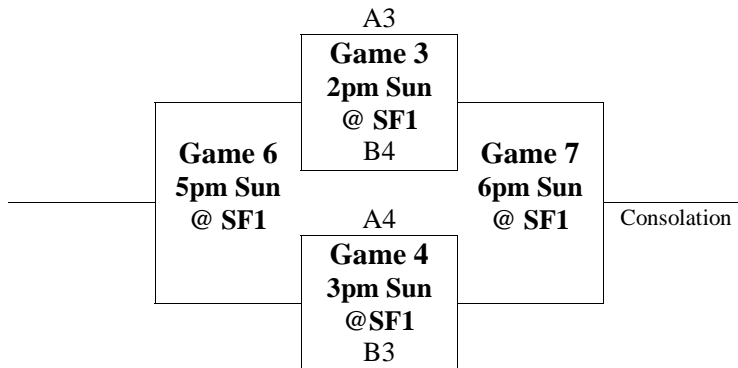 A3
Game 3
2pm Sun
@ SF1
B4
Game 6
5pm Sun
@ SF1
Game 7
6pm Sun
@ SF1
Consolation
A4
Game 4
3pm Sun
@SF1
B3